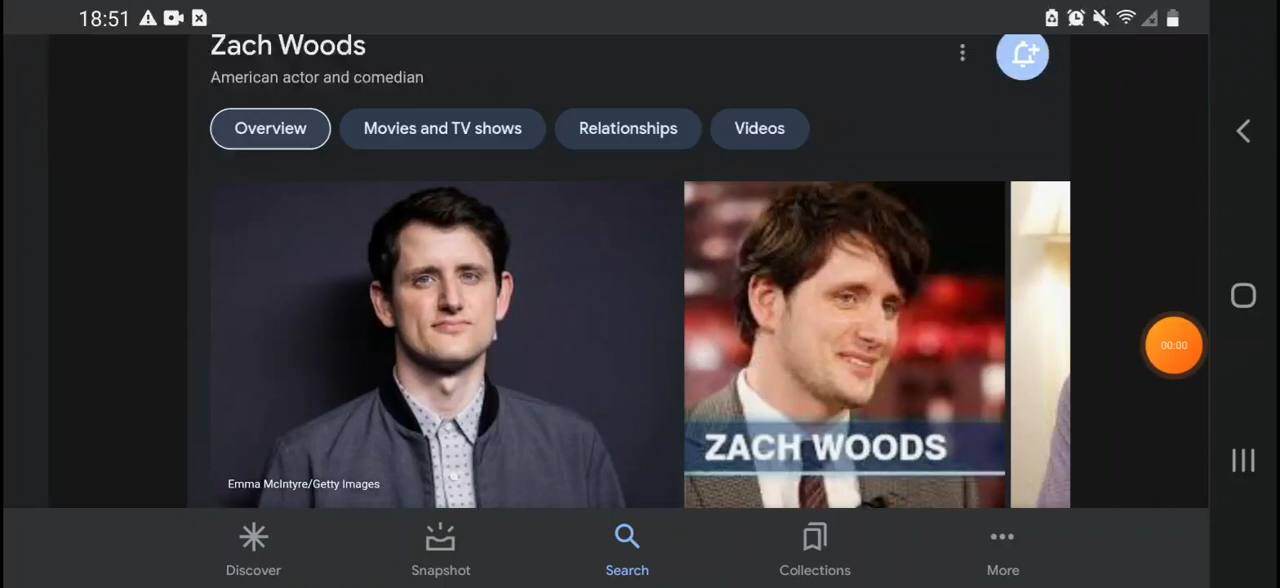 18:51
Zach Woods
American actor and comedian
Overview
Movies and TV shows
Relationships
Videos
ZACH WOODS
Emma McIntyre/Getty Images
00:00
Discover
Snapshot
Search
Collections
More